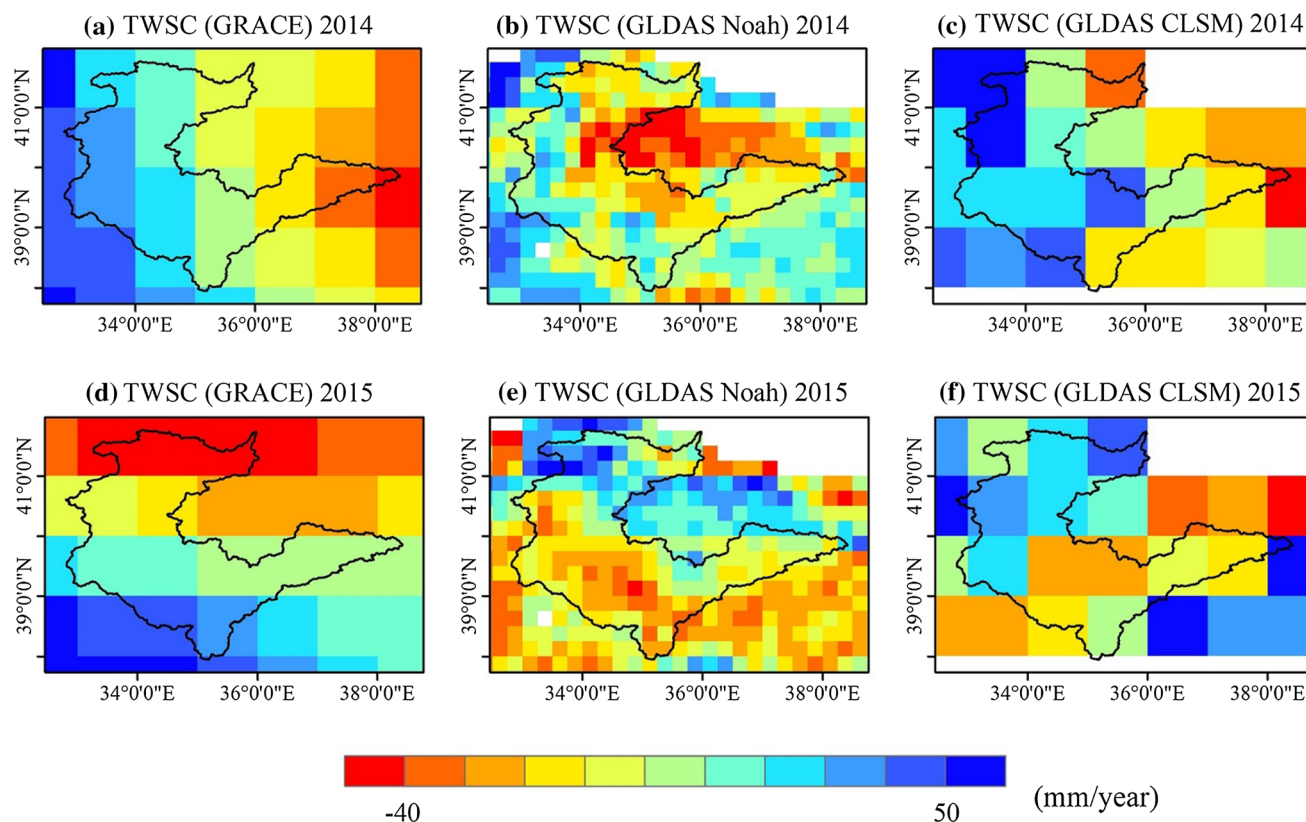 (a) TWSC (GRACE) 2014
(b) TWSC (GLDAS Noah) 2014
(c) TWSC (GLDAS CLSM) 2014
41°0'0"N
39°0'0"N
34°0'0"E 36°0'0"E 38°0'0"E
41°0'0"N
39°0'0"N
34°0'0"E 36°0'0"E 38°0'0"E
41°0'0"N
39°0'0"N
34°0'0"E 36°0'0"E 38°0'0"E
(d) TWSC (GRACE) 2015
(e) TWSC (GLDAS Noah) 2015
(f) TWSC (GLDAS CLSM) 2015
41°0'0"N
39°0'0"N
34°0'0"E 36°0'0"E 38°0'0"E
41°0'0"N
39°0'0"N
34°0'0"E 36°0'0"E 38°0'0"E
41°0'0"N
39°0'0"N
34°0'0"E 36°0'0"E 38°0'0"E
-40 50 (mm/year)